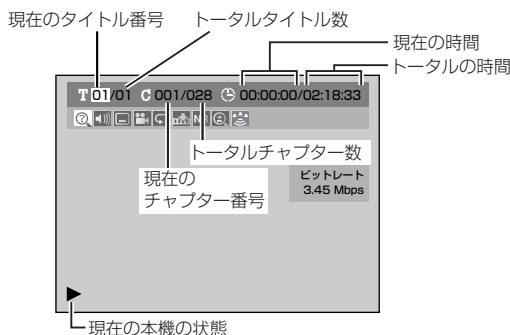 現在のタイトル番号 トータルタイトル数
現在の時間
トータルの時間
T 01/01 C 001/028 00:00:00/02:18:33
トータルチャプター数
現在の
チャプター番号
ビットレート
3.45 Mbps
現在の本機の状態